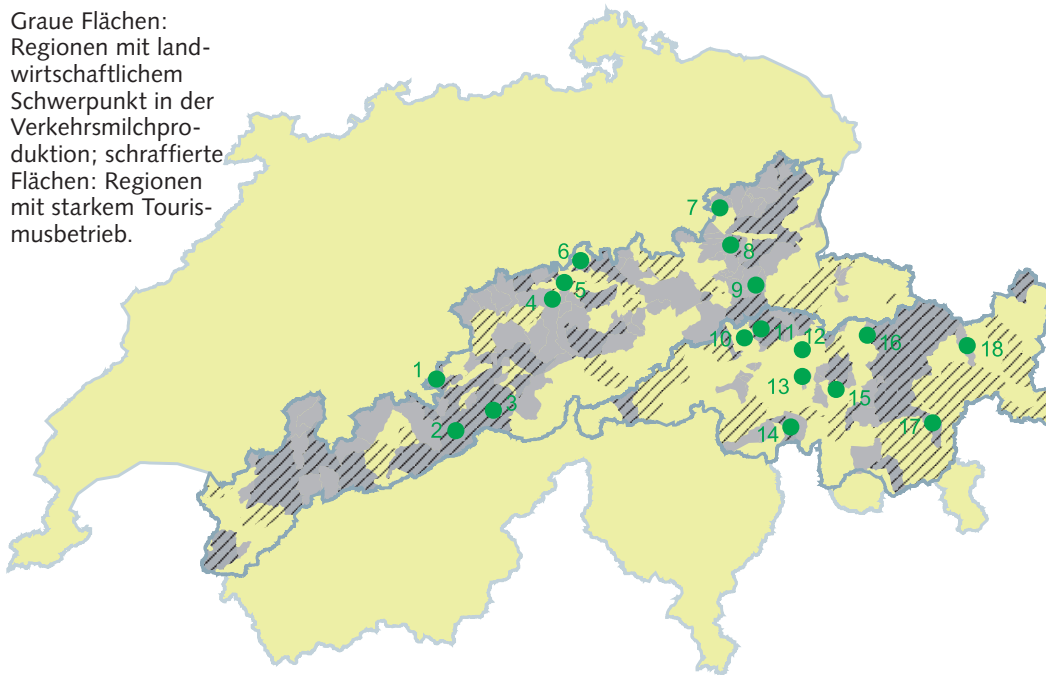 Graue Flächen:
Regionen mit land-
wirtschaftlichem
Schwerpunkt in der
Verkehrsmilchpro-
duktion; schraffierte
Flächen: Regionen
mit starkem Touris-
musbetrieb.
7
8
6
5
4
9
10
11
12
16
18
1
13
15
3
2
14
17